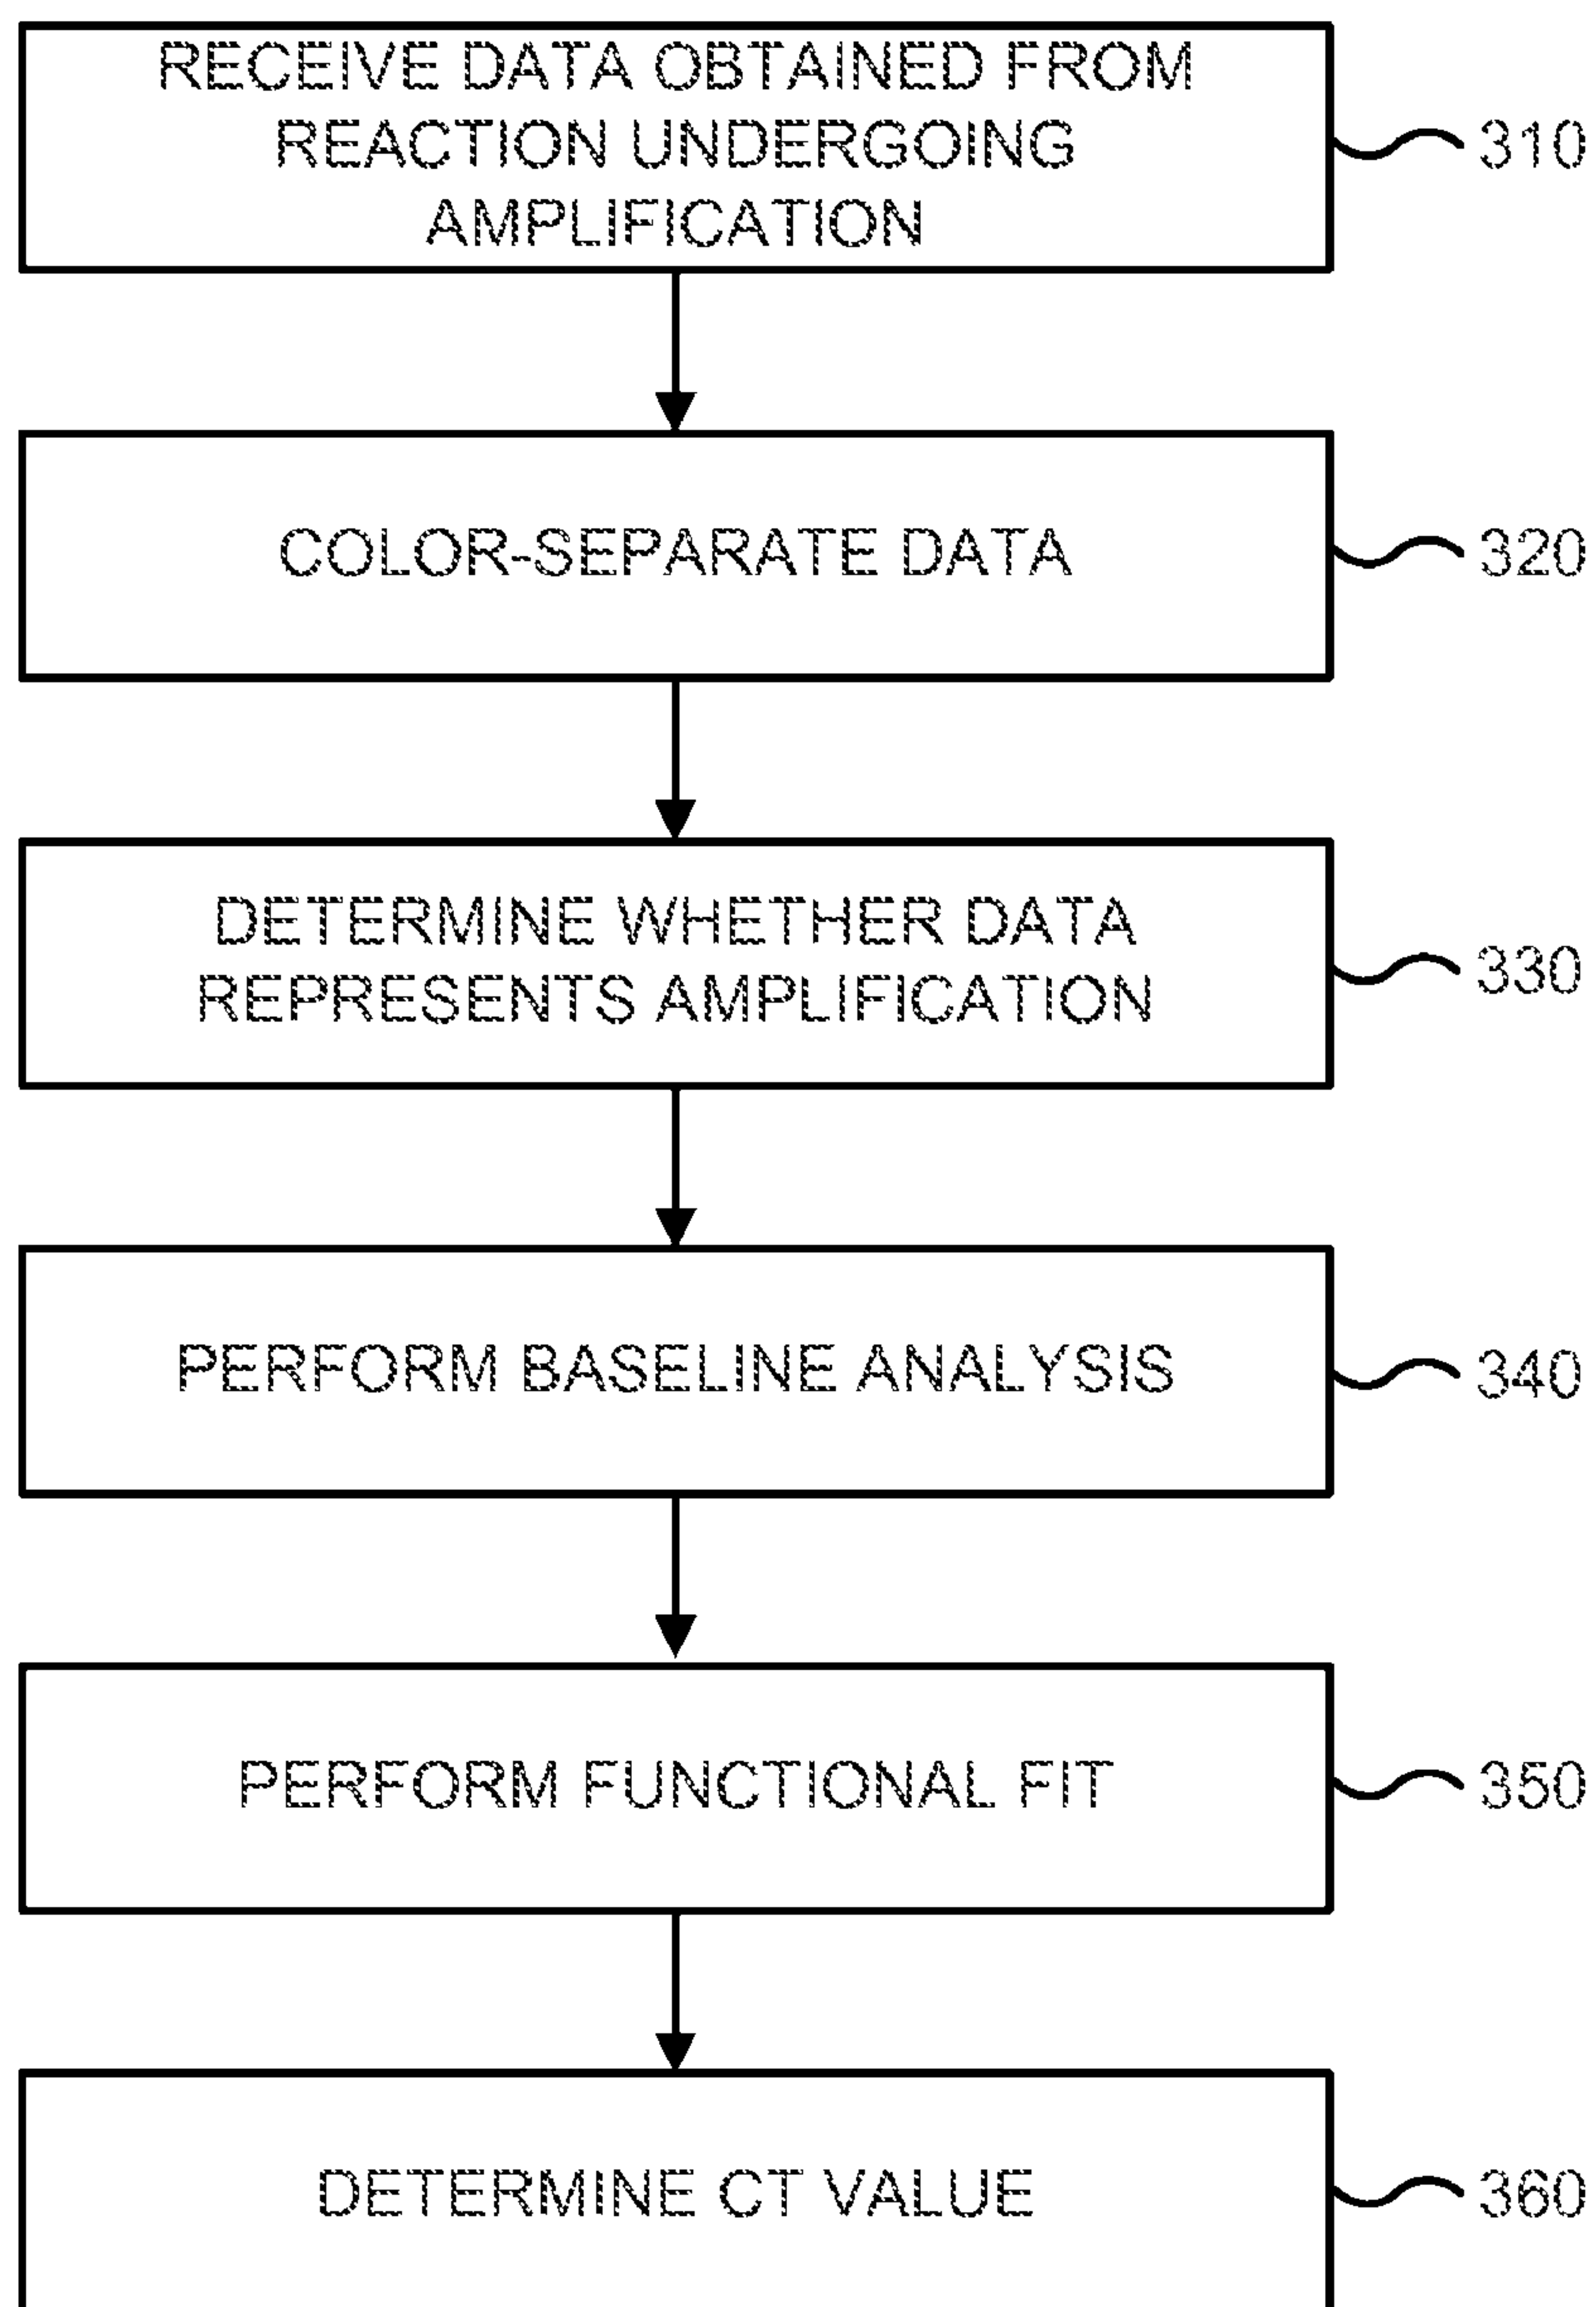 RECEIVE DATA OBTAINED FROM
REACTION UNDERGOING
AMPLIFICATION
310
COLOR-SEPARATE DATA
320
DETERMINE WHETHER DATA
REPRESENTS AMPLIFICATION
330
PERFORM BASELINE ANALYSIS
340
PERFORM FUNCTIONAL FIT
350
DETERMINE CT VALUE
360